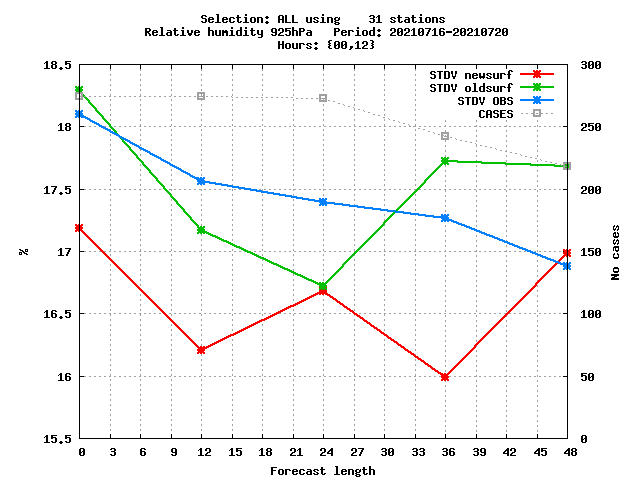 Selection: ALL using    31 stations
Relative humidity 925hPa   Period: 20210716-20210720
Hours: {00,12}
18.5
18
17.5
17
16.5
16
15.5
%
STDV newsurf
STDV oldsurf
STDV OBS
CASES
300
250
200
150
100
50
0
No cases
0 3 6 9 12 15 18 21 24 27 30 33 36 39 42 45 48
Forecast length